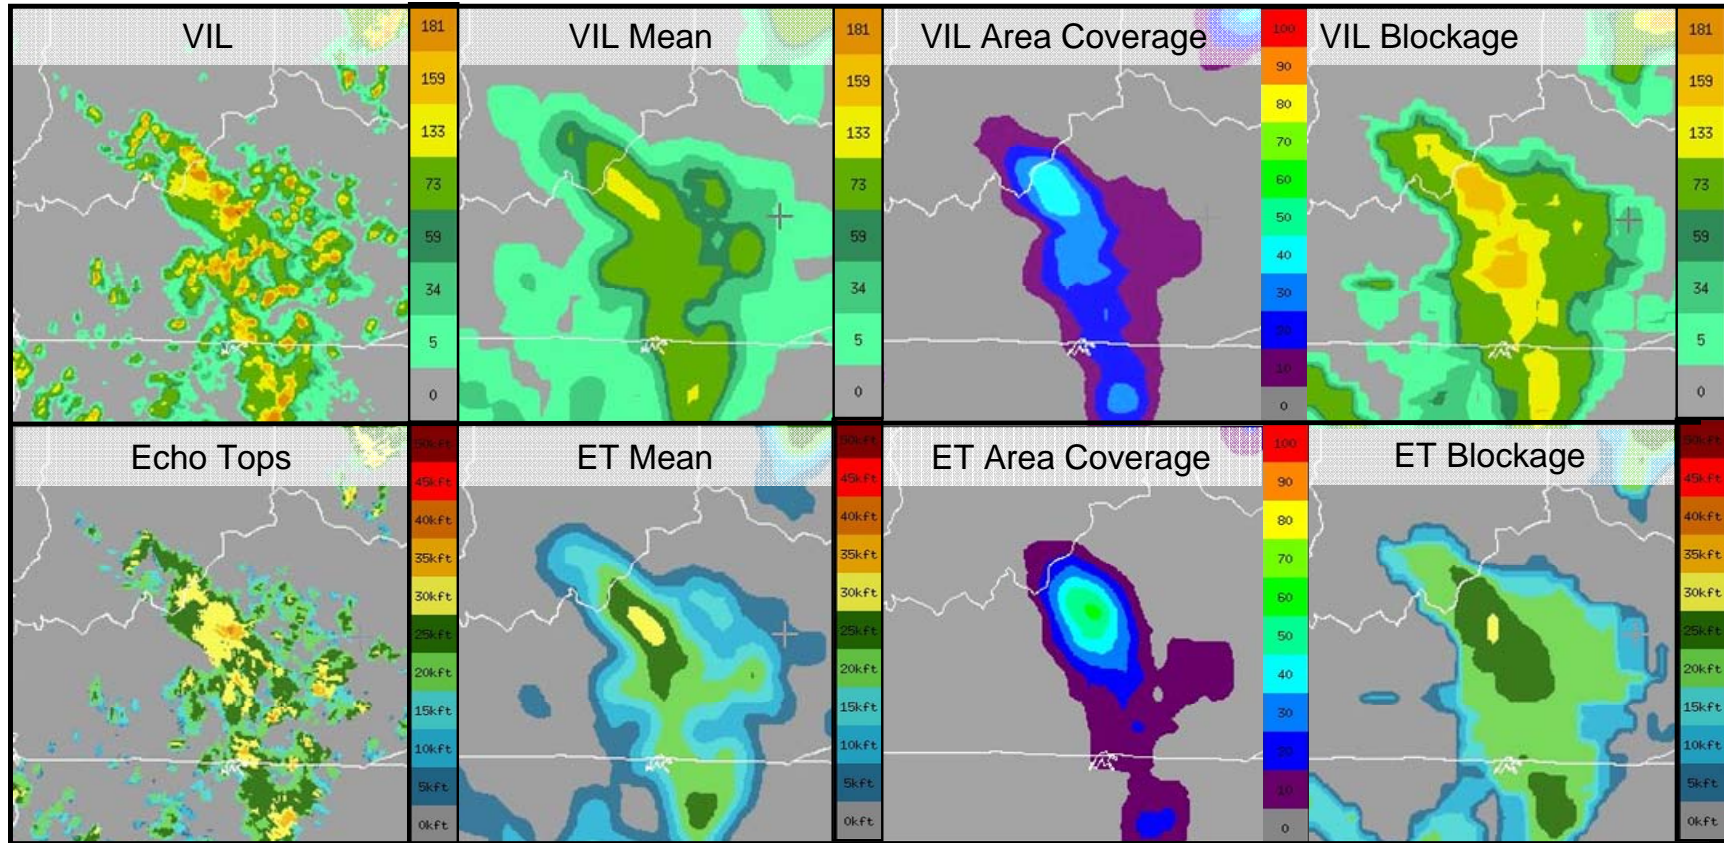 VIL
VIL Mean
VIL Area Coverage
VIL Blockage
181
159
133
73
59
34
5
0
181
159
133
73
59
34
5
0
100
90
80
70
60
50
40
30
20
10
0
181
159
133
73
59
34
5
0
Echo Tops
ET Mean
ET Area Coverage
ET Blockage
50kft
45kft
40kft
35kft
30kft
25kft
20kft
15kft
10kft
5kft
0kft
50kft
45kft
40kft
35kft
30kft
25kft
20kft
15kft
10kft
5kft
0kft
100
90
80
70
60
50
40
30
20
10
0
50kft
45kft
40kft
35kft
30kft
25kft
20kft
15kft
10kft
5kft
0kft